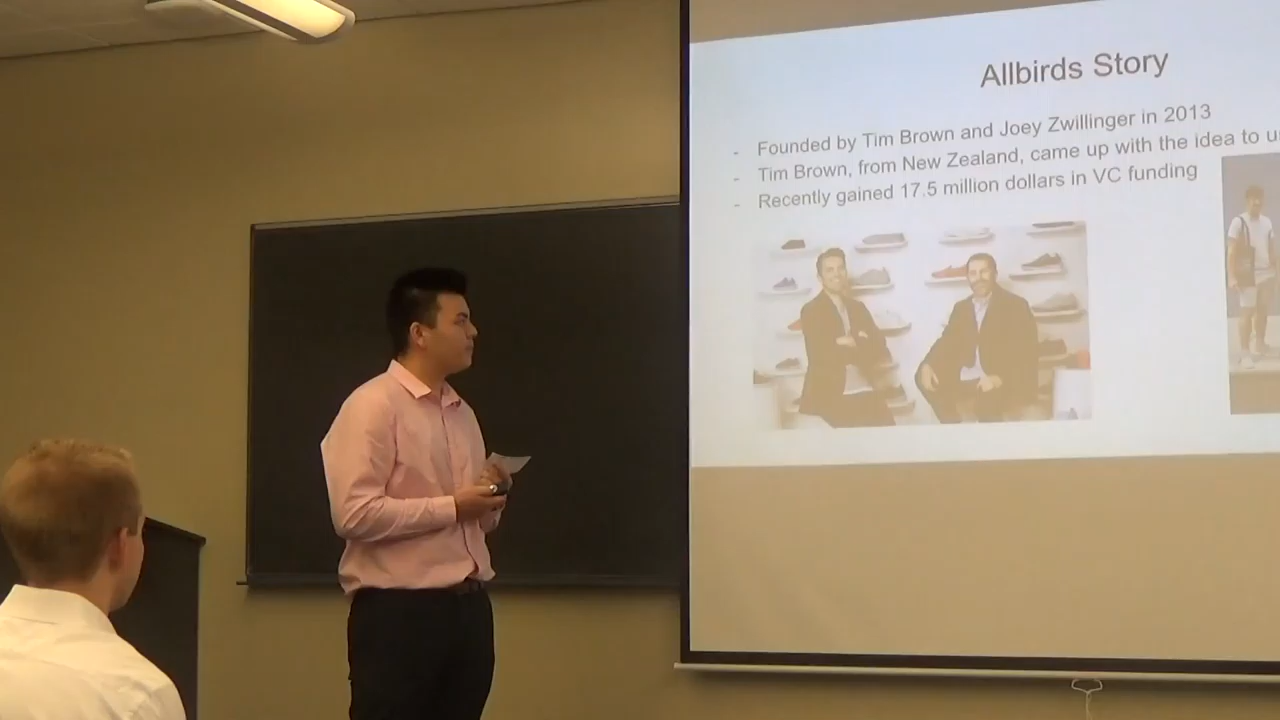 Allbirds Story
- Founded by Tim Brown and Joey Zwillinger in 2013
- Tim Brown, from New Zealand, came up with the idea to
- Recently gained 17.5 million dollars in VC funding